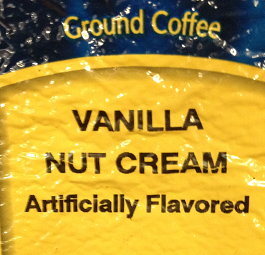 Ground Coffee
VANILLA
NUT CREAM
Artificially Flavored